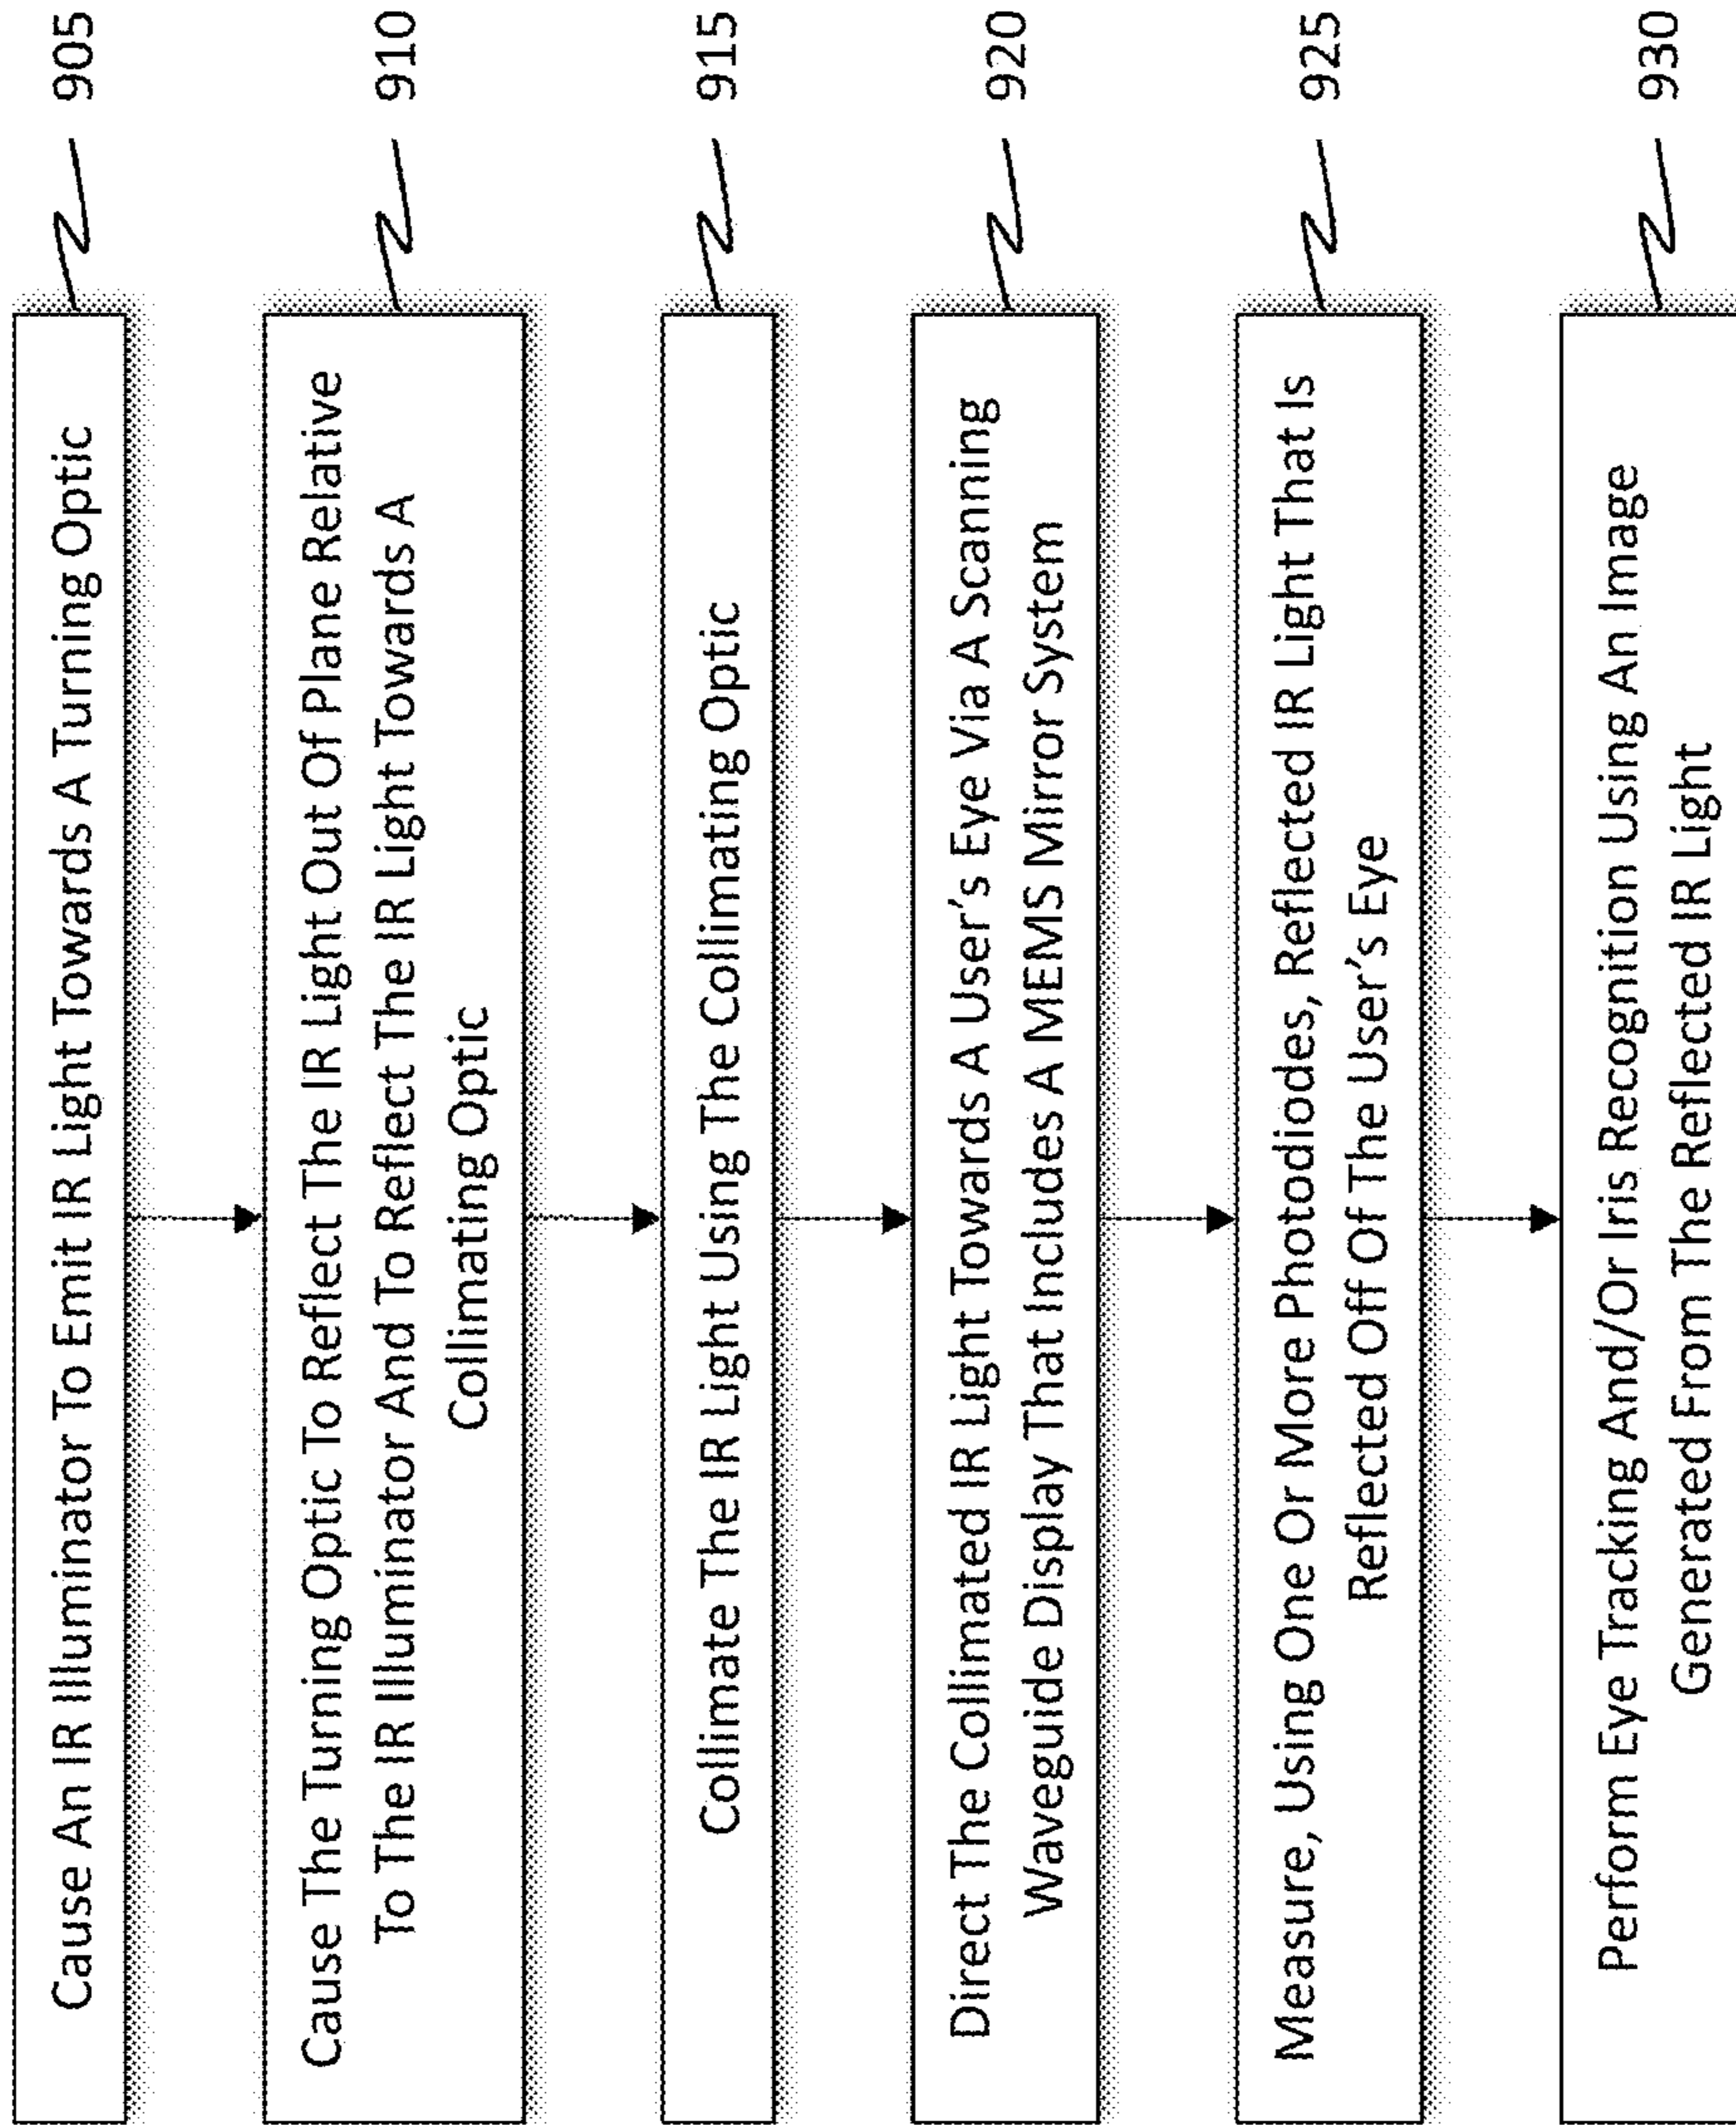 Cause An IR Illuminator To Emit IR Light Towards A Turning Optic
905
Cause The Turning Optic To Reflect The IR Light Out Of Plane Relative
To The IR Illuminator And To Reflect The IR Light Towards A
Collimating Optic
910
Collimate The IR Light Using The Collimating Optic
915
Direct The Collimated IR Light Towards A User's Eye Via A Scanning
Waveguide Display That Includes A MEMS Mirror System
920
Measure, Using One Or More Photodiodes, Reflected IR Light That Is
Reflected Off Of The User's Eye
925
Perform Eye Tracking And/Or Iris Recognition Using An Image
Generated From The Reflected IR Light
930